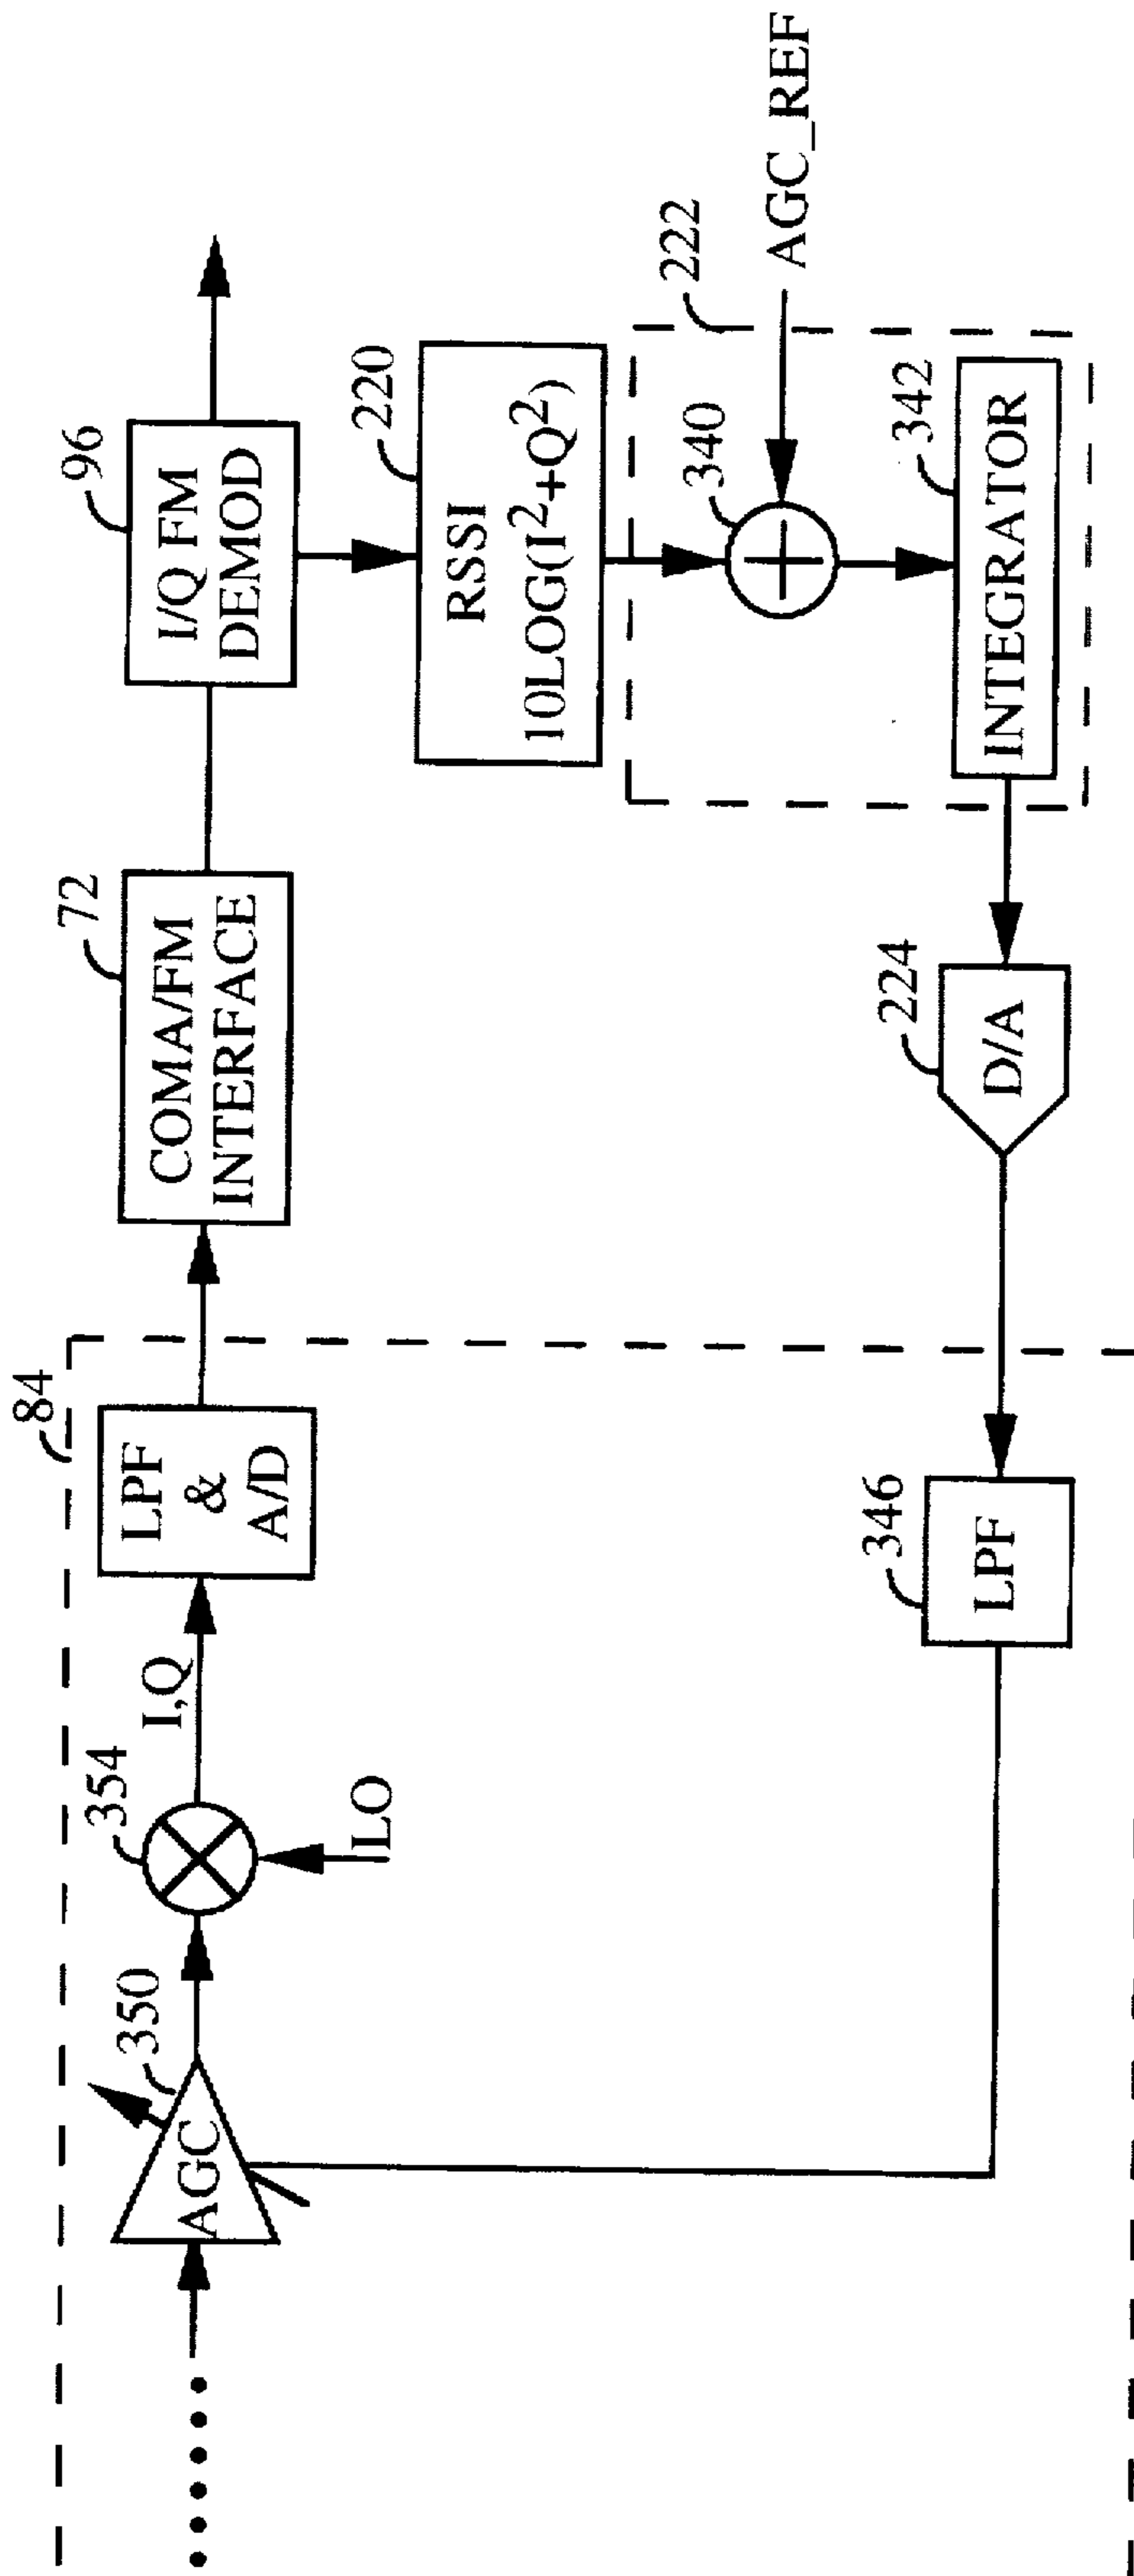 84
350
AGC
354
I,Q
LO
LPF
&
A/D
72
COMA/FM
INTERFACE
96
I/Q FM
DEMOD
220
RSSI
10LOG(I²+Q²)
222
340
AGC_REF
342
INTEGRATOR
224
D/A
346
LPF